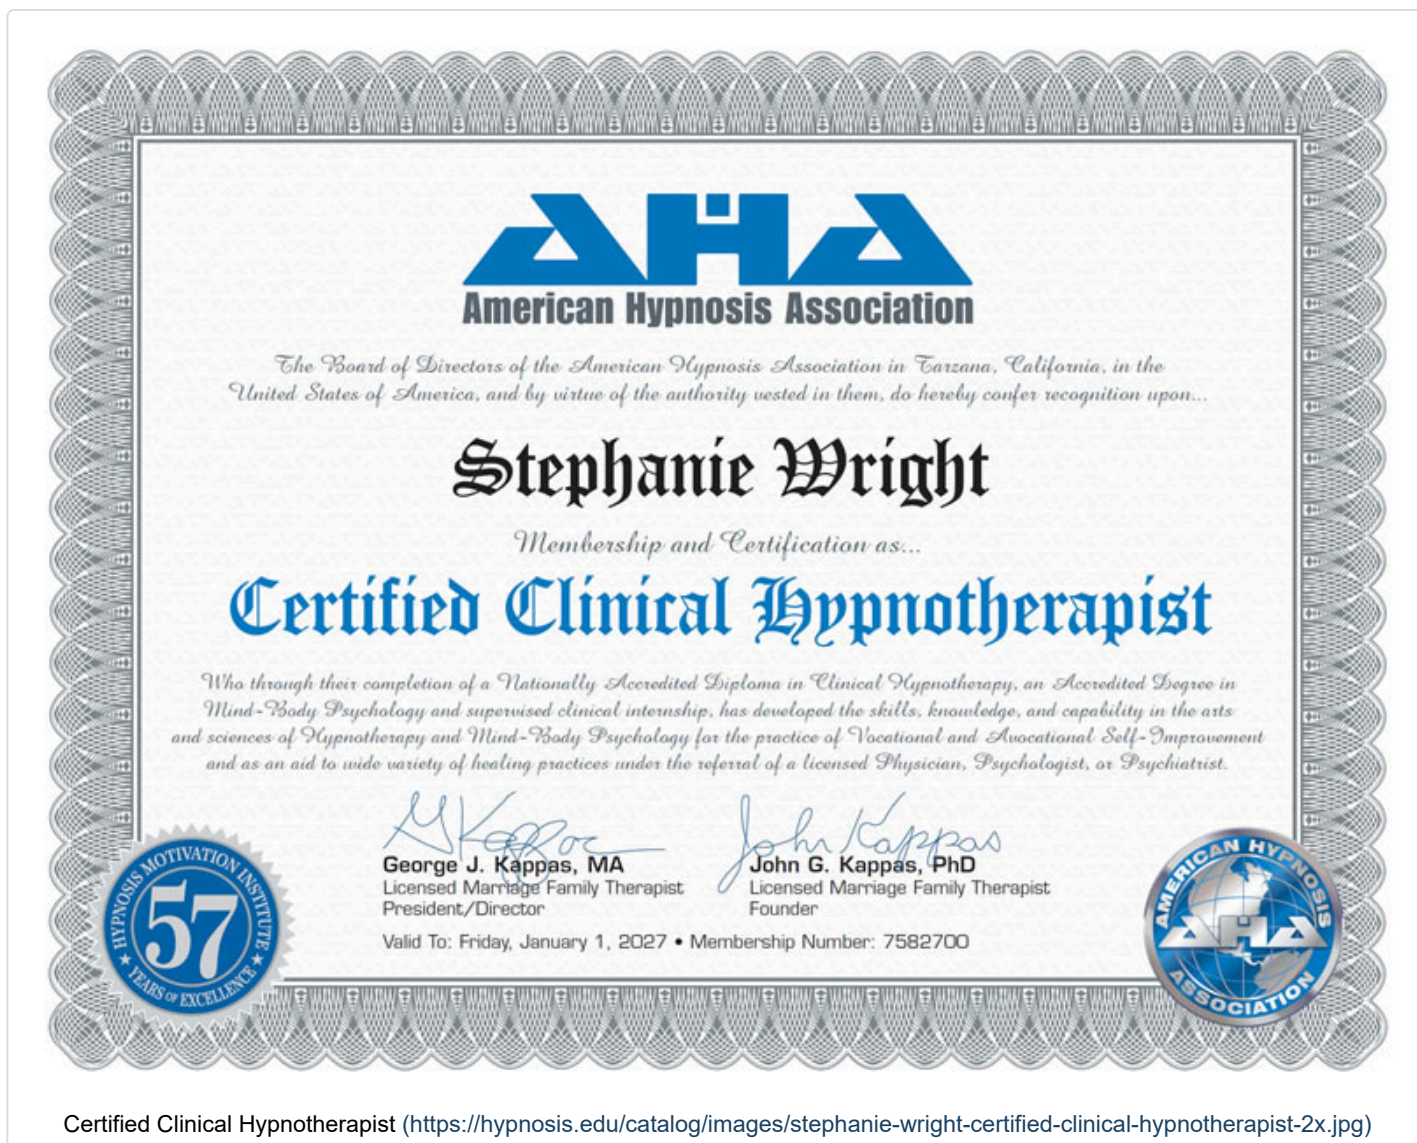 AHA
American Hypnosis Association
The Board of Directors of the American Hypnosis Association in Tarzana, California, in the
United States of America, and by virtue of the authority vested in them, do hereby confer recognition upon...
Stephanie Wright
Membership and Certification as...
Certified Clinical Hypnotherapist
Who through their completion of a Nationally Accredited Diploma in Clinical Hypnotherapy, an Accredited Degree in
Mind-Body Psychology and supervised clinical internship, has developed the skills, knowledge, and capability in the arts
and sciences of Hypnotherapy and Mind-Body Psychology for the practice of Vocational and Avocational Self-Improvement
and as an aid to wide variety of healing practices under the referral of a licensed Physician, Psychologist, or Psychiatrist.
G Kappas
John Kappas
George J. Kappas, MA
Licensed Marriage Family Therapist
President/Director
John G. Kappas, PhD
Licensed Marriage Family Therapist
Founder
Valid To: Friday, January 1, 2027 • Membership Number: 7582700
HYPNOSIS MOTIVATION INSTITUTE
57
YEARS OF EXCELLENCE
AMERICAN HYPNOSIS
AHA
ASSOCIATION
Certified Clinical Hypnotherapist (https://hypnosis.edu/catalog/images/stephanie-wright-certified-clinical-hypnotherapist-2x.jpg)